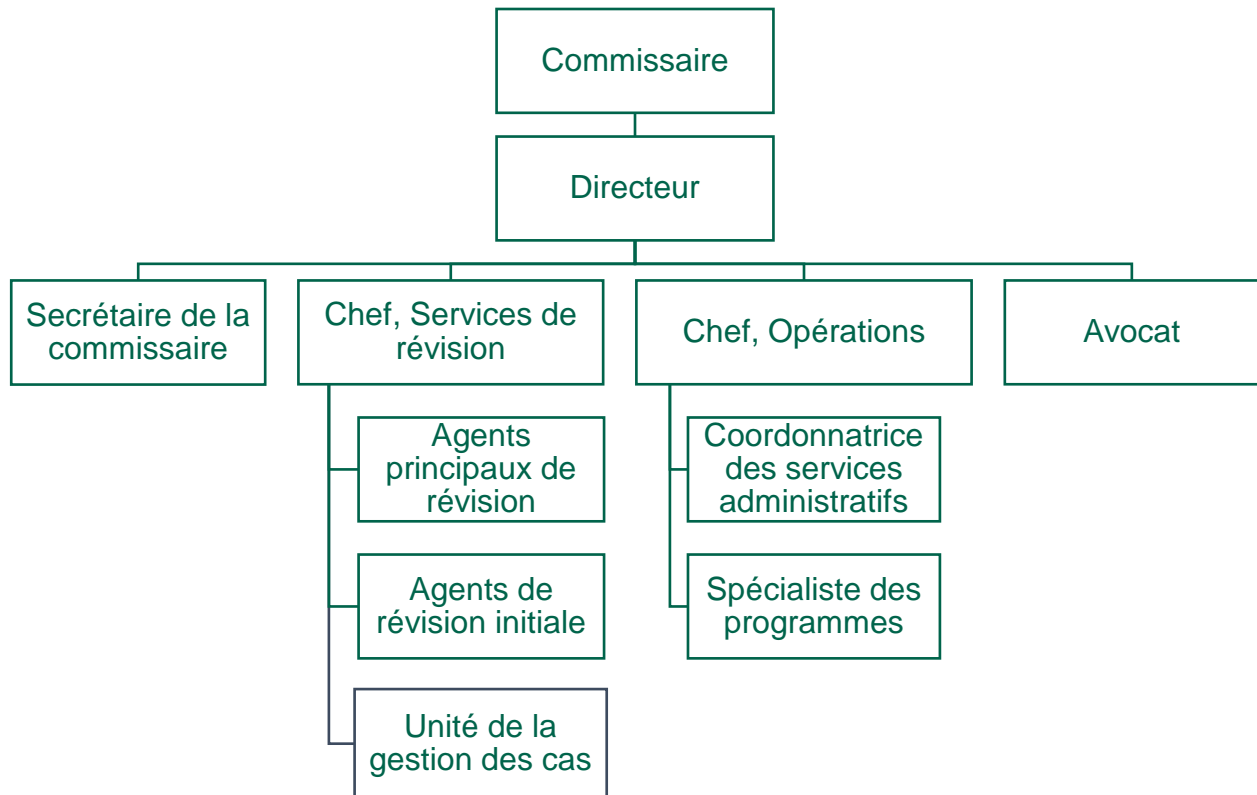 Commissaire
Directeur
Secrétaire de la
commissaire
Chef, Services de
révision
Chef, Opérations
Avocat
Agents
principaux de
révision
Coordonnatrice
des services
administratifs
Agents de
révision initiale
Spécialiste des
programmes
Unité de la
gestion des cas